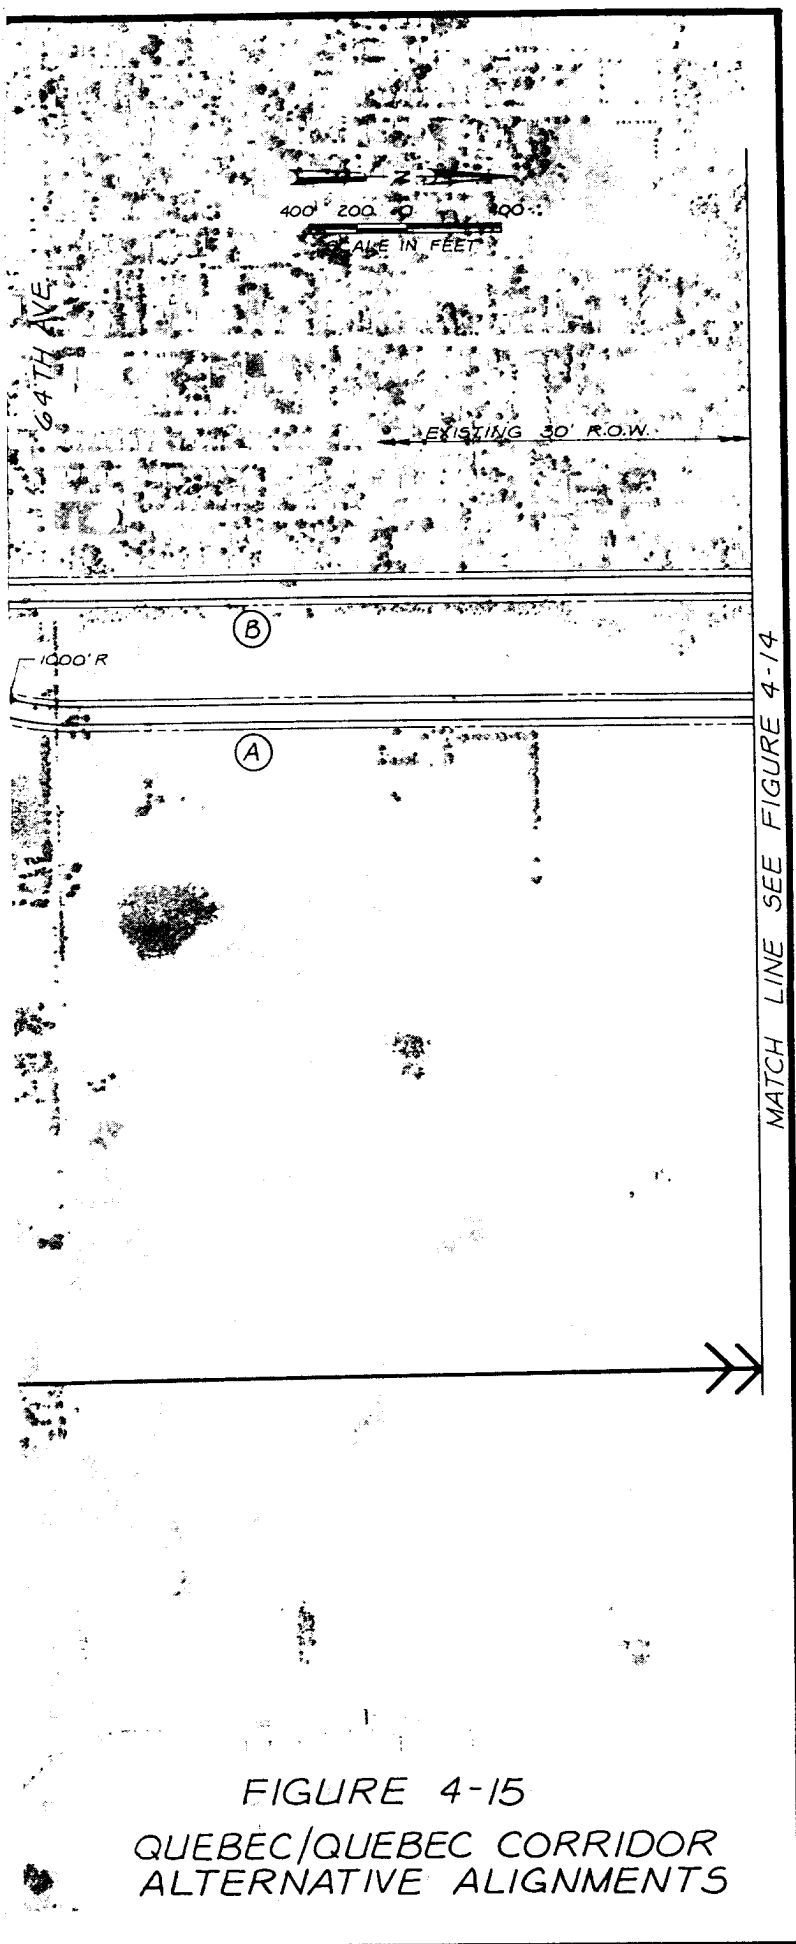 N
400' 200 0 400
SCALE IN FEET
64TH AVE.
EXISTING 30' R.O.W.
B
1000' R
A
MATCH LINE SEE FIGURE 4-14
FIGURE 4-15
QUEBEC/QUEBEC CORRIDOR
ALTERNATIVE ALIGNMENTS